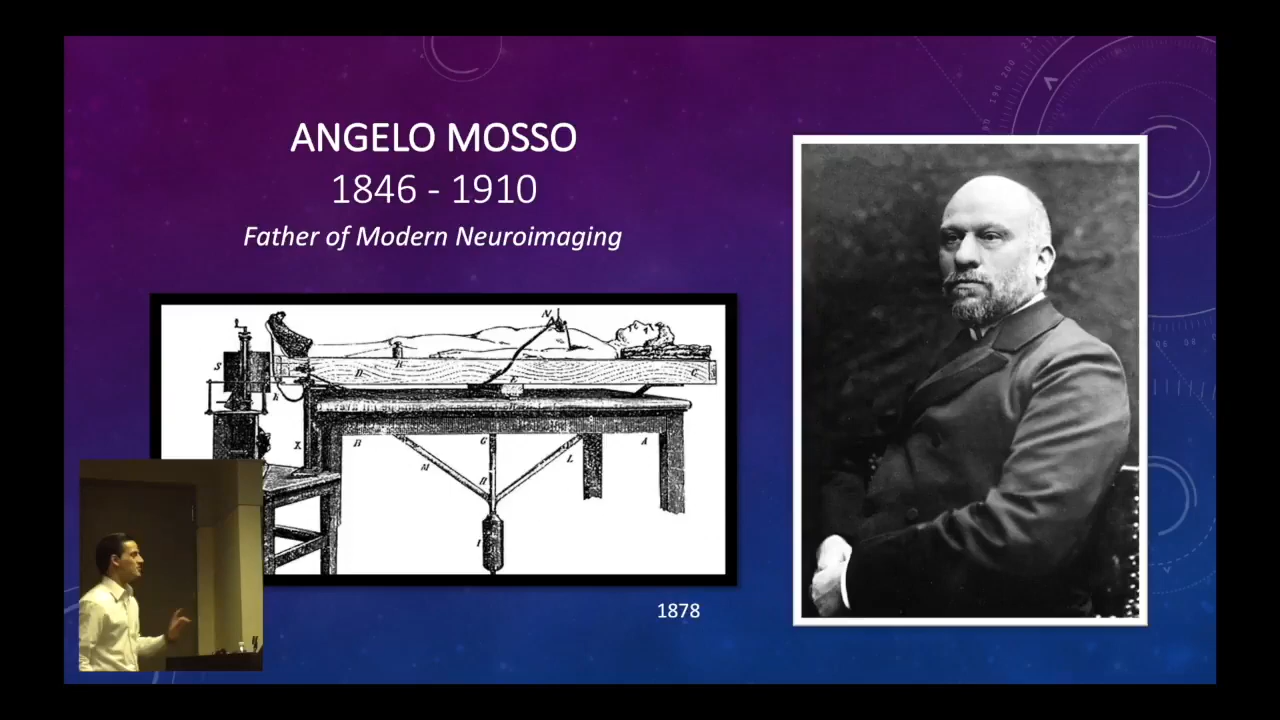 ANGELO MOSSO
1846 - 1910
Father of Modern Neuroimaging
N
S
D
R
E
C
B
G
A
M
H
L
I
1878